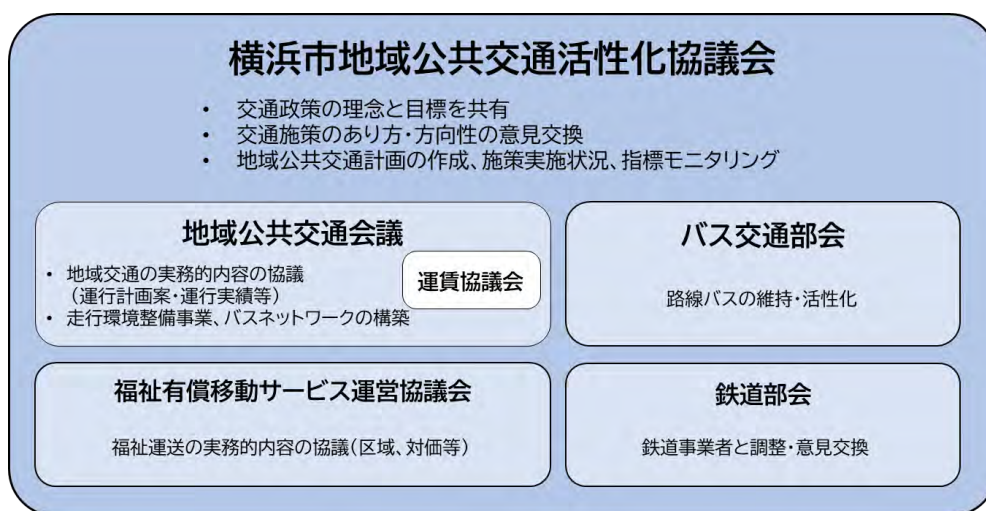 横浜市地域公共交通活性化協議会
• 交通政策の理念と目標を共有
• 交通施策のあり方・方向性の意見交換
• 地域公共交通計画の作成、施策実施状況、指標モニタリング
地域公共交通会議
• 地域交通の実務的内容の協議
（運行計画案・運行実績等）
• 走行環境整備事業、バスネットワークの構築
運賃協議会
バス交通部会
路線バスの維持・活性化
福祉有償移動サービス運営協議会
福祉運送の実務的内容の協議（区域、対価等）
鉄道部会
鉄道事業者と調整・意見交換